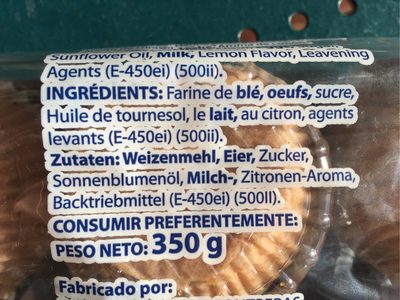 Sunflower Oil, Milk, Lemon Flavor, Leavening
Agents (E-450ei) (500ii).
INGRÉDIENTS: Farine de blé, oeufs, sucre,
Huile de tournesol, le lait, au citron, agents
levants (E-450ei) (500ii).
Zutaten: Weizenmehl, Eier, Zucker,
Sonnenblumenöl, Milch-, Zitronen-Aroma,
Backtriebmittel (E-450ei) (500II).
CONSUMIR PREFERENTEMENTE:
PESO NETO: 350 g
Fabricado por: